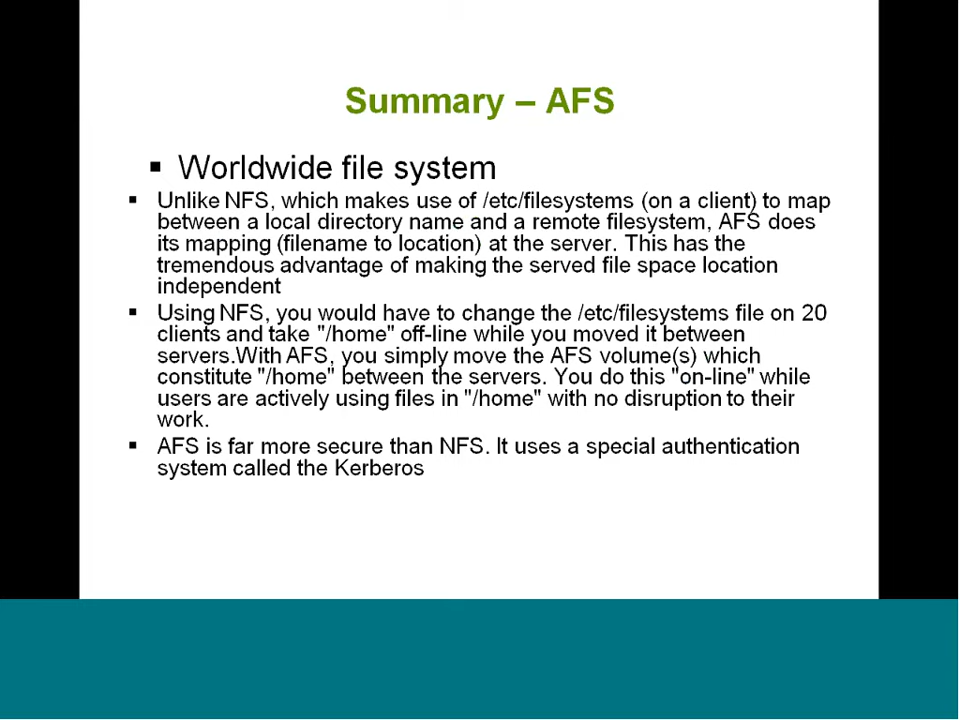 Summary – AFS
▪ Worldwide file system
▪ Unlike NFS, which makes use of /etc/filesystems (on a client) to map
between a local directory name and a remote filesystem, AFS does
its mapping (filename to location) at the server. This has the
tremendous advantage of making the served file space location
independent
▪ Using NFS, you would have to change the /etc/filesystems file on 20
clients and take "/home" off-line while you moved it between
servers.With AFS, you simply move the AFS volume(s) which
constitute "/home" between the servers. You do this "on-line" while
users are actively using files in "/home" with no disruption to their
work.
▪ AFS is far more secure than NFS. It uses a special authentication
system called the Kerberos